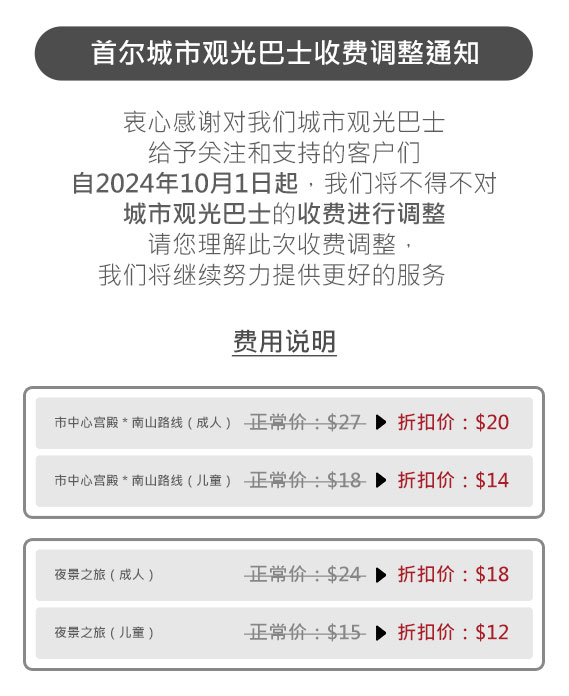 首尔城市观光巴士收费调整通知
衷心感谢对我们城市观光巴士
给予关注和支持的客户们
自2024年10月1日起，我们将不得不对
城市观光巴士的收费进行调整
请您理解此次收费调整，
我们将继续努力提供更好的服务
费用说明
市中心宫殿 * 南山路线 ( 成人 ) 正常价 : $27 ▶ 折扣价 : $20
市中心宫殿 * 南山路线 ( 儿童 ) 正常价 : $18 ▶ 折扣价 : $14
夜景之旅 ( 成人 ) 正常价 : $24 ▶ 折扣价 : $18
夜景之旅 ( 儿童 ) 正常价 : $15 ▶ 折扣价 : $12